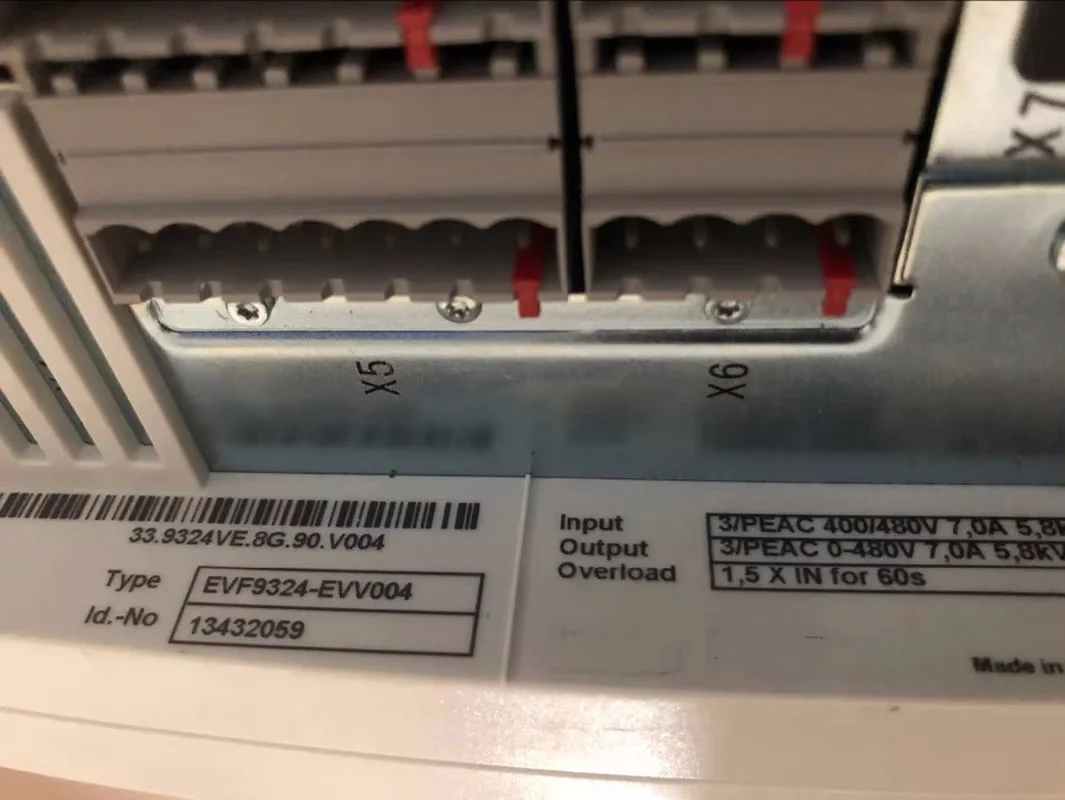 X7
X5
X6
33.9324VE.8G.90.V004
Type EVF9324-EVV004
Id.-No 13432059
Input 3/PEAC 400/480V 7,0A 5,8k
Output 3/PEAC 0-480V 7,0A 5,8kV
Overload 1,5 X IN for 60s
Made in